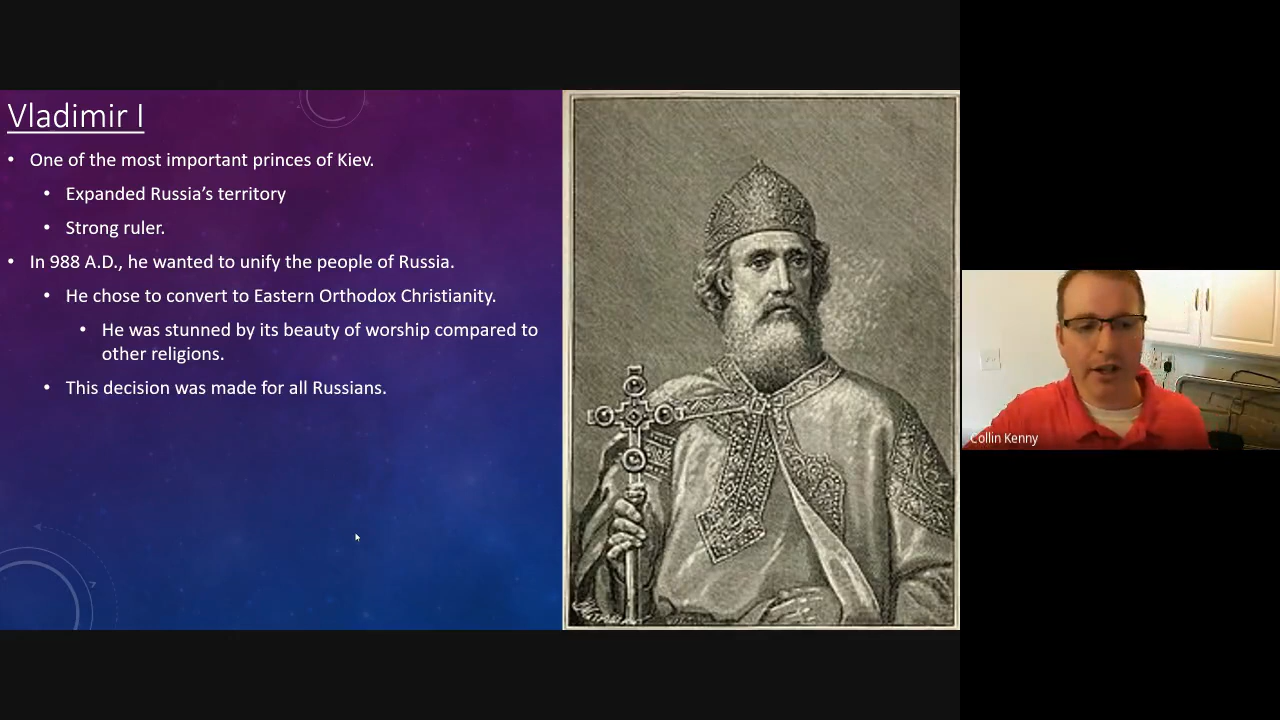 Vladimir I
• One of the most important princes of Kiev.
• Expanded Russia's territory
• Strong ruler.
• In 988 A.D., he wanted to unify the people of Russia.
• He chose to convert to Eastern Orthodox Christianity.
• He was stunned by its beauty of worship compared to
other religions.
• This decision was made for all Russians.
Collin Kenny